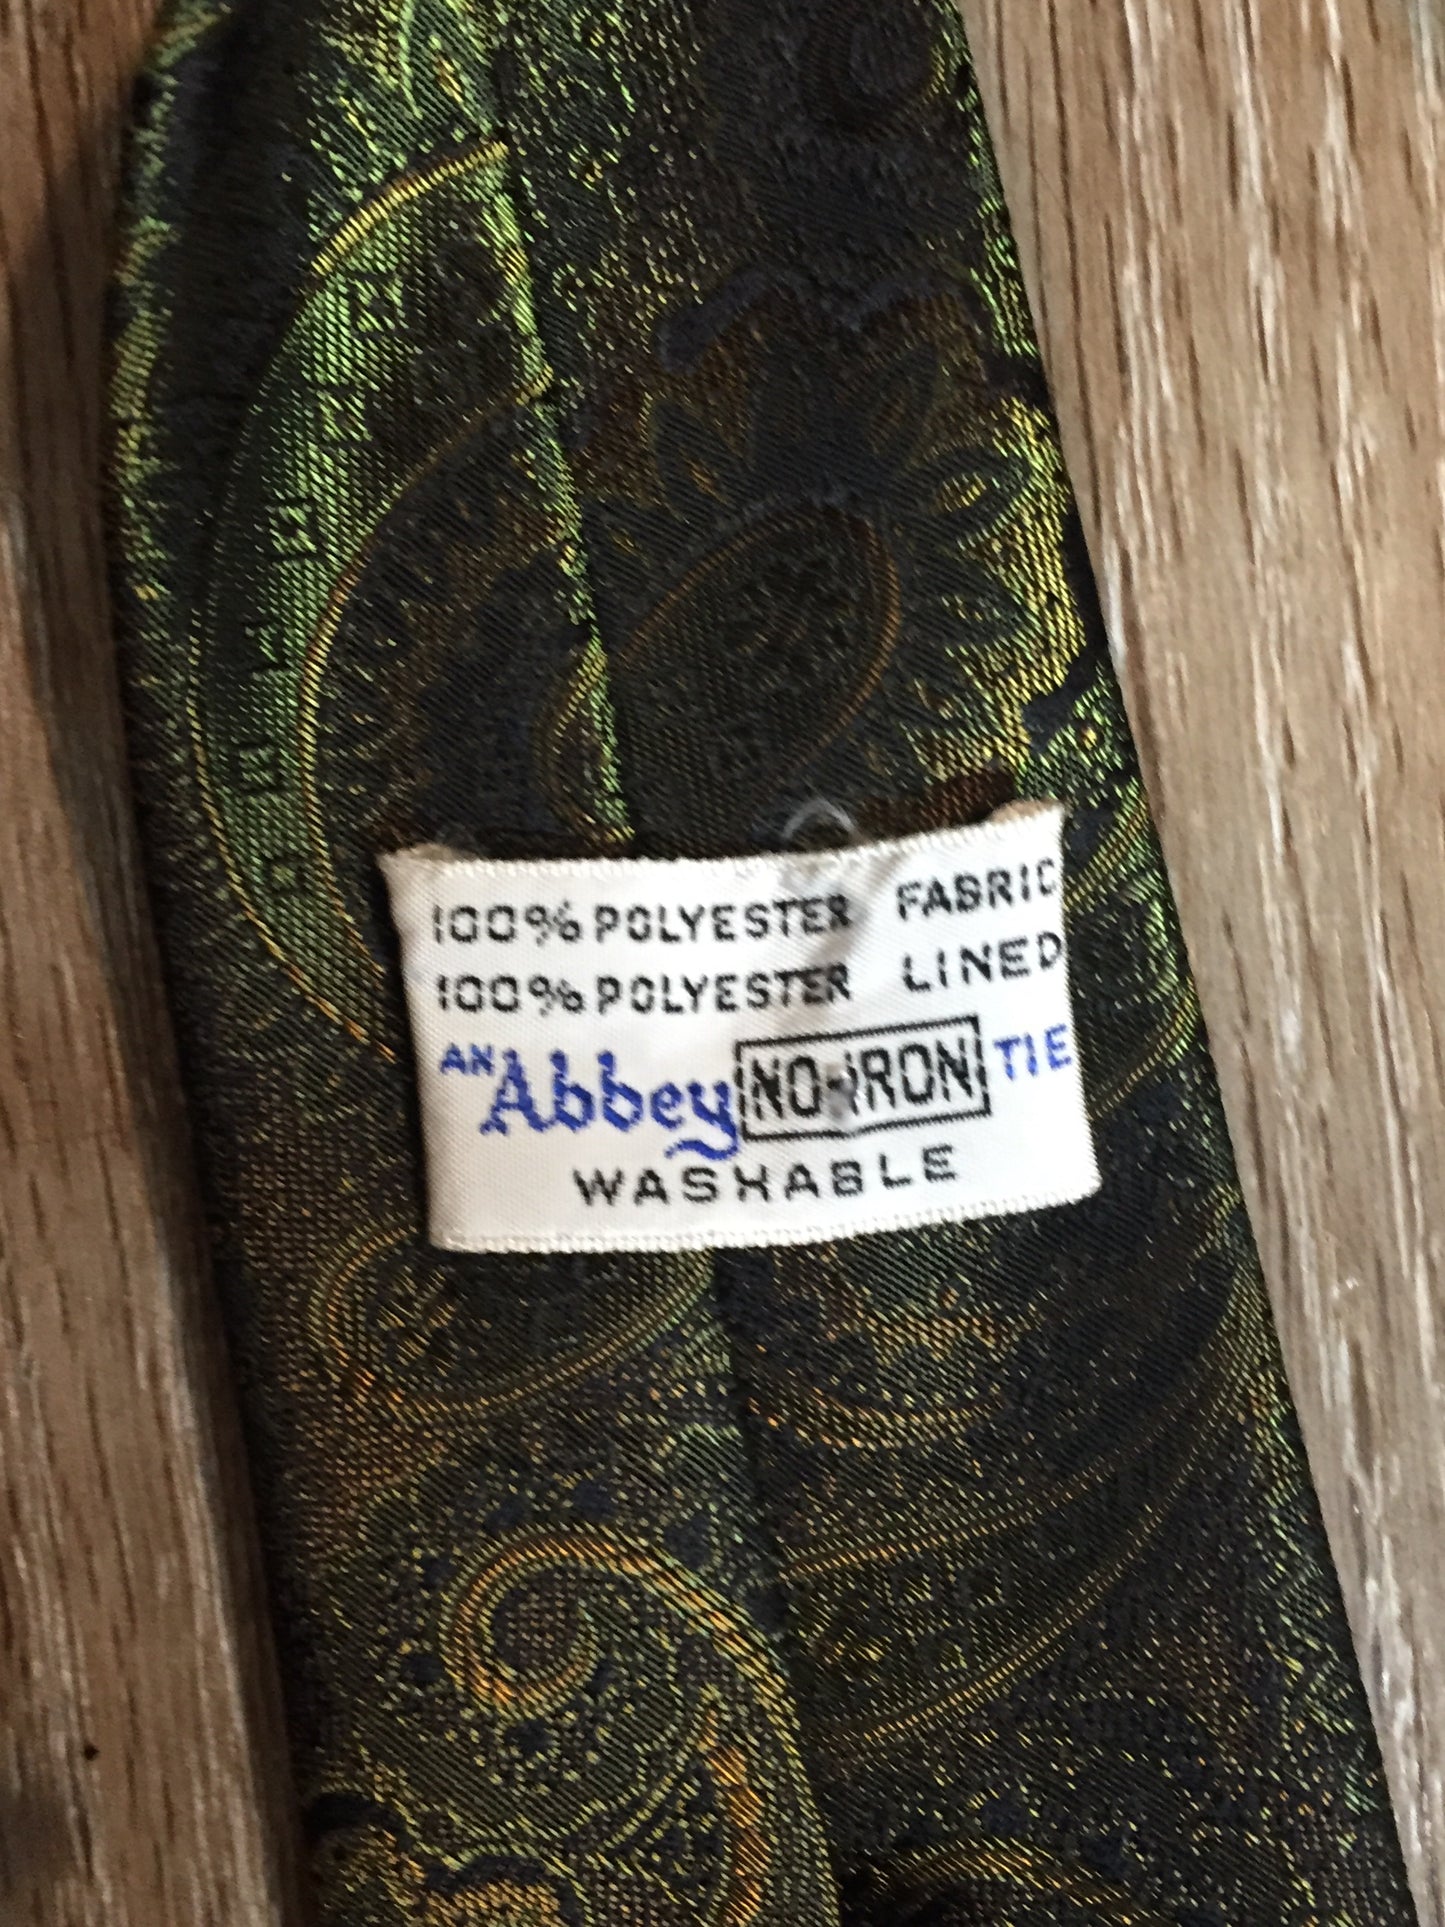 100% POLYESTER FABRIC
100% POLYESTER LINED
AN Abbey NO-IRON TIE
WASHABLE